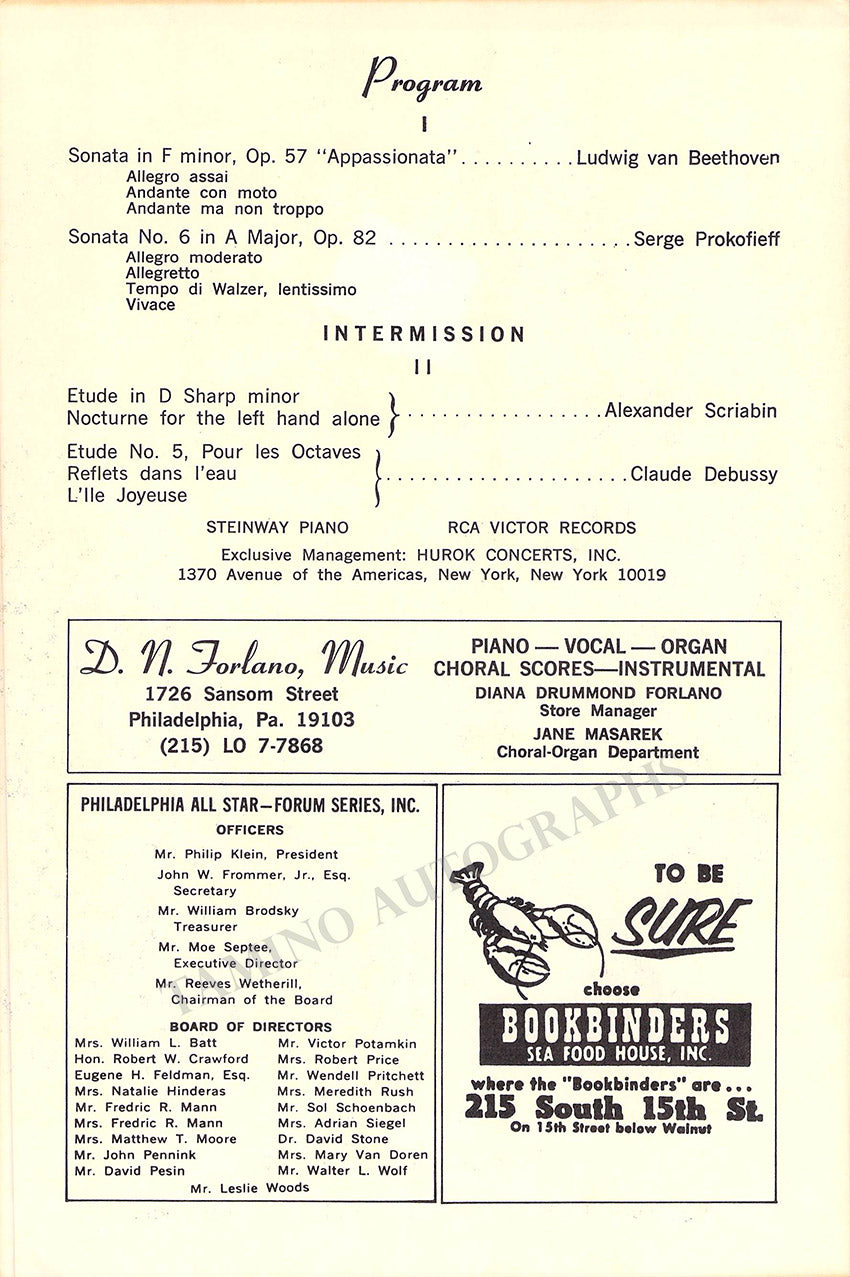 Program
I
Sonata in F minor, Op. 57 "Appassionata" . . . . . . . . . . Ludwig van Beethoven
Allegro assai
Andante con moto
Andante ma non troppo
Sonata No. 6 in A Major, Op. 82 . . . . . . . . . . . . . . . . . . . . . Serge Prokofieff
Allegro moderato
Allegretto
Tempo di Walzer, lentissimo
Vivace
INTERMISSION
II
Etude in D Sharp minor
Nocturne for the left hand alone } . . . . . . . . . . . . . . . . . Alexander Scriabin
Etude No. 5, Pour les Octaves
Reflets dans l'eau } . . . . . . . . . . . . . . . . . . . . . Claude Debussy
L'Ile Joyeuse
STEINWAY PIANO RCA VICTOR RECORDS
Exclusive Management: HUROK CONCERTS, INC.
1370 Avenue of the Americas, New York, New York 10019
D. N. Forlano, Music
1726 Sansom Street
Philadelphia, Pa. 19103
(215) LO 7-7868
PIANO — VOCAL — ORGAN
CHORAL SCORES—INSTRUMENTAL
DIANA DRUMMOND FORLANO
Store Manager
JANE MASAREK
Choral-Organ Department
PHILADELPHIA ALL STAR–FORUM SERIES, INC.
OFFICERS
Mr. Philip Klein, President
John W. Frommer, Jr., Esq.
Secretary
Mr. William Brodsky
Treasurer
Mr. Moe Septee,
Executive Director
Mr. Reeves Wetherill,
Chairman of the Board
BOARD OF DIRECTORS
Mrs. William L. Batt
Hon. Robert W. Crawford
Eugene H. Feldman, Esq.
Mrs. Natalie Hinderas
Mr. Fredric R. Mann
Mrs. Fredric R. Mann
Mrs. Matthew T. Moore
Mr. John Pennink
Mr. David Pesin
Mr. Victor Potamkin
Mrs. Robert Price
Mr. Wendell Pritchett
Mrs. Meredith Rush
Mr. Sol Schoenbach
Mrs. Adrian Siegel
Dr. David Stone
Mrs. Mary Van Doren
Mr. Walter L. Wolf
Mr. Leslie Woods
TO BE
SURE
choose
BOOKBINDERS
SEA FOOD HOUSE, INC.
where the "Bookbinders" are . . .
215 South 15th St.
On 15th Street below Walnut
TAMINO AUTOGRAPHS